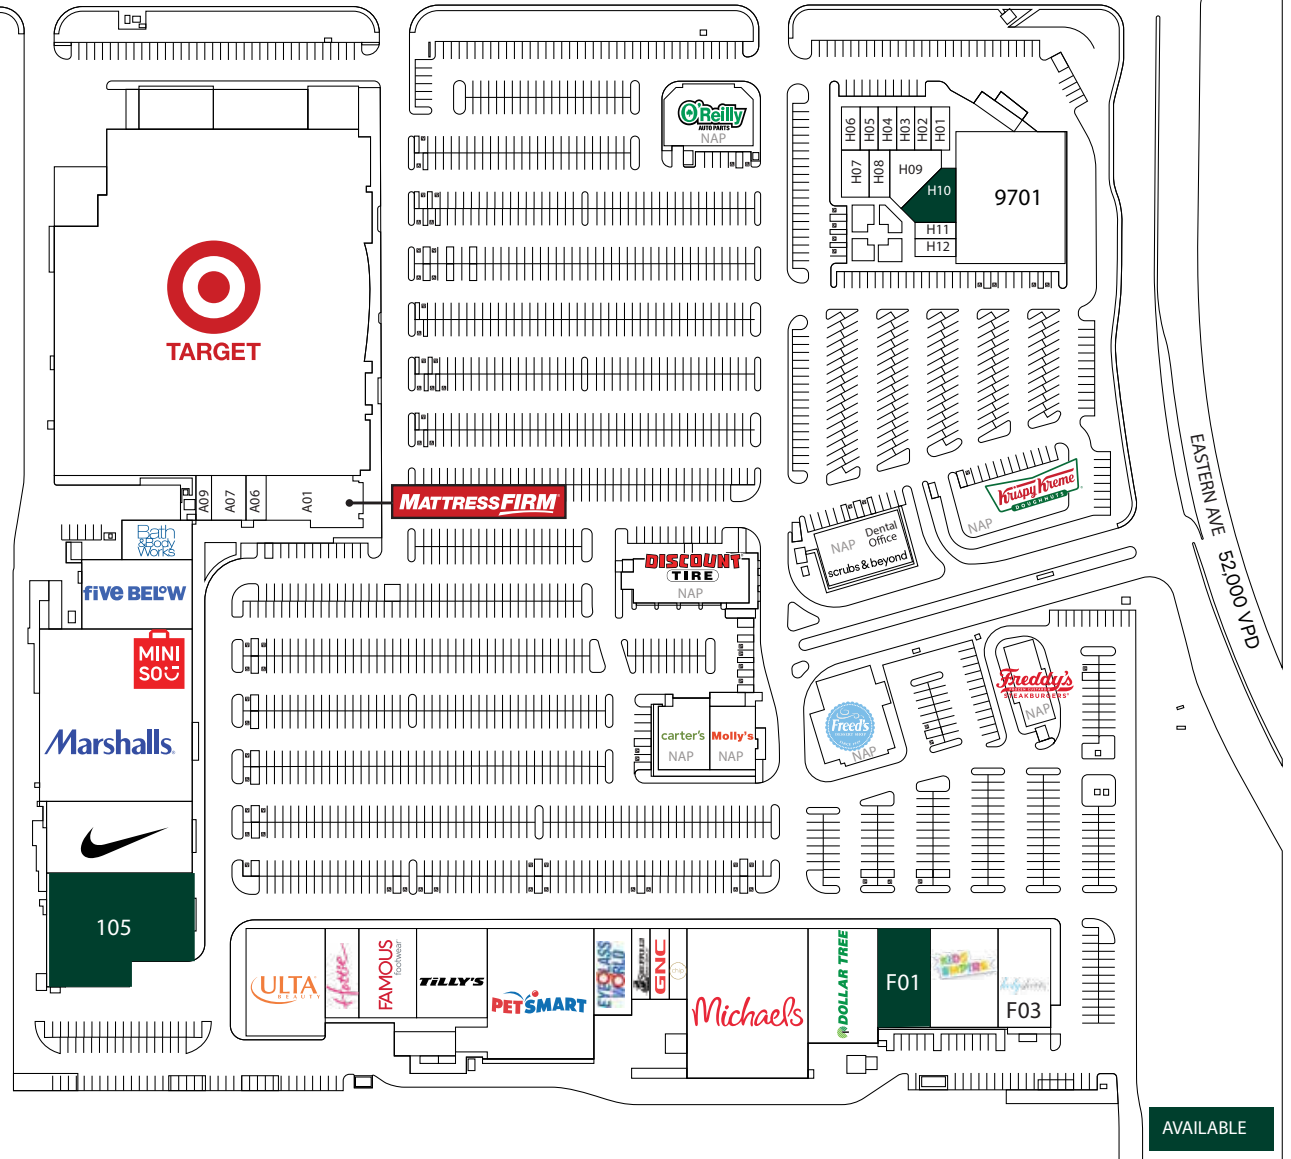 O'Reilly
AUTO PARTS
NAP
H06
H05
H04
H03
H02
H01
H07
H08
H09
H10
H11
H12
9701
TARGET
A09
A07
A06
A01
MATTRESSFIRM
EASTERN AVE 52,000 VPD
Krispy Kreme
DOUGHNUTS
NAP
Dental
Office
NAP
scrubs & beyond
Bath
& Body
Works
five BELOW
DISCOUNT
TIRE
NAP
MINI
SO
Marshalls
carter's
NAP
Molly's
NAP
Freed's
NAP
Freddy's
STEAKBURGERS
NAP
105
ULTA
BEAUTY
FAMOUS
footwear
TILLY'S
PETSMART
EYEGLASS
WORLD
GNC
Michaels
DOLLAR TREE
F01
KIDS
EMPIRE
F03
AVAILABLE